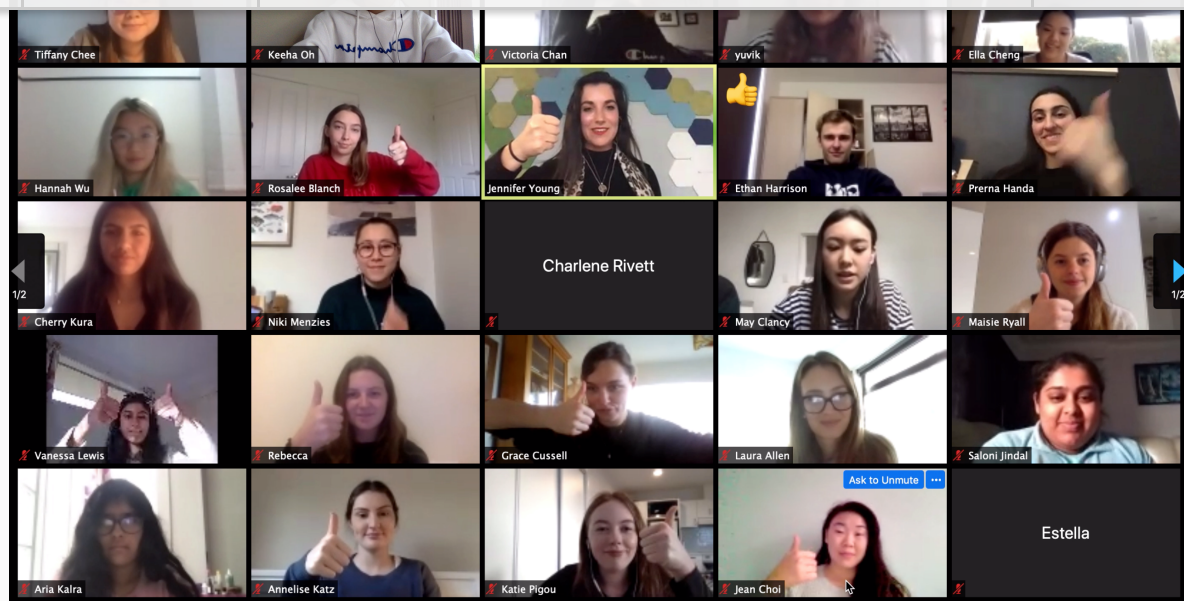 Champion
Champion
Tiffany Chee
Keeha Oh
Victoria Chan
yuvik
Ella Cheng
Hannah Wu
Rosalee Blanch
Jennifer Young
Ethan Harrison
Prerna Handa
Charlene Rivett
1/2
1/2
Cherry Kura
Niki Menzies
May Clancy
Maisie Ryall
Vanessa Lewis
Rebecca
Grace Cussell
Laura Allen
Saloni Jindal
Ask to Unmute
Estella
Aria Kalra
Annelise Katz
Katie Pigou
Jean Choi